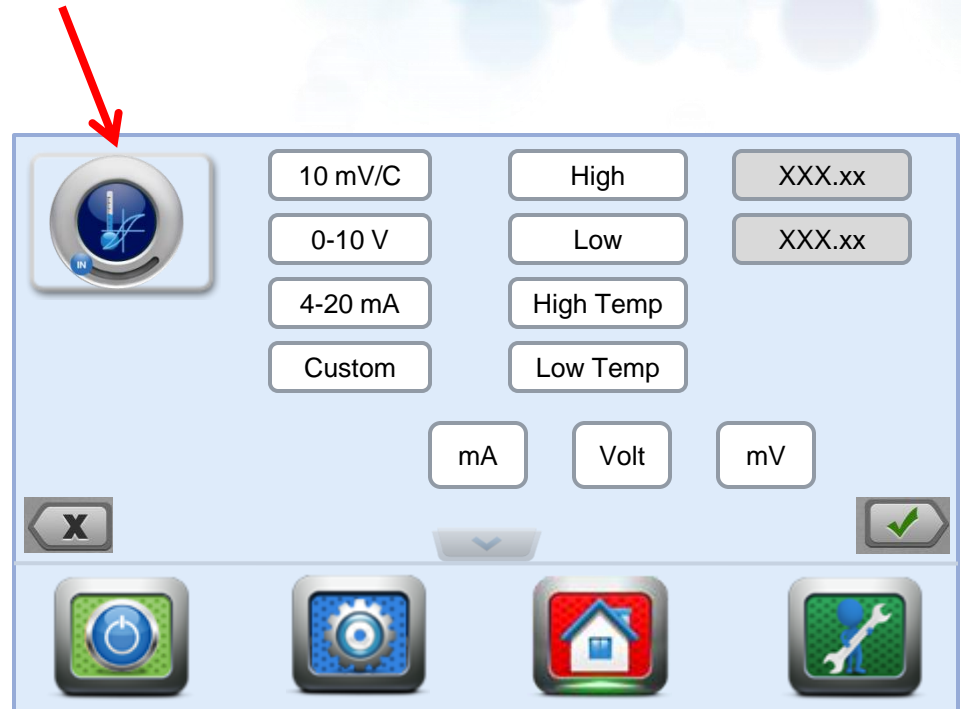 10 mV/C High XXX.xx
0-10 V Low XXX.xx
IN
4-20 mA High Temp
Custom Low Temp
mA Volt mV
X